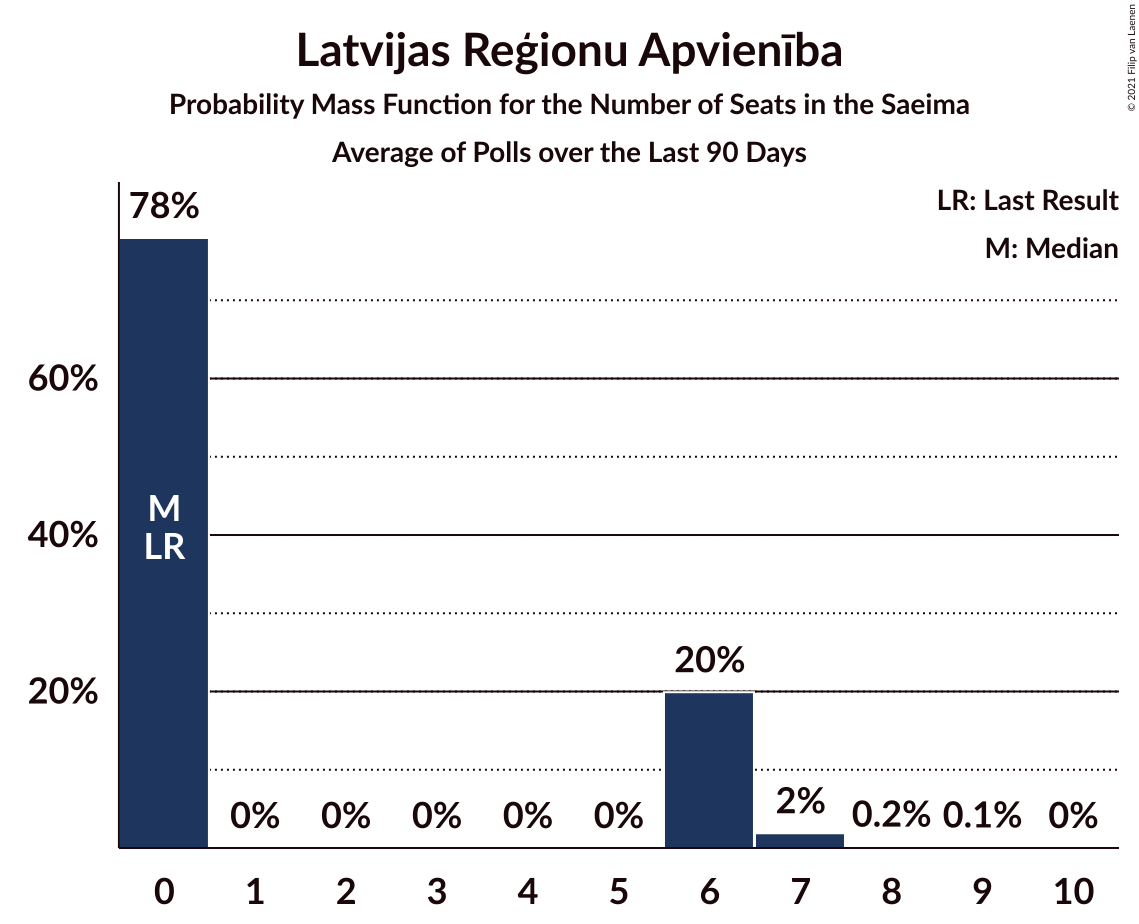 Latvijas Reģionu Apvienība
Probability Mass Function for the Number of Seats in the Saeima
Average of Polls over the Last 90 Days
© 2021 Filip van Laenen
LR: Last Result
M: Median
78%
60%
40%
20%
M
LR
0%
0%
0%
0%
0%
20%
2%
0.2%
0.1%
0%
0 1 2 3 4 5 6 7 8 9 10